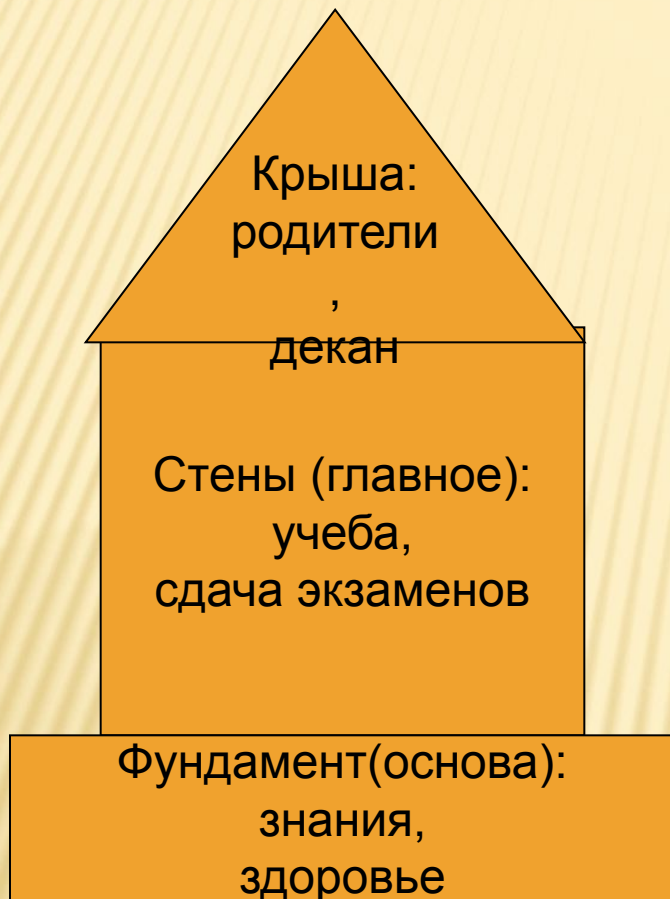 Крыша:
родители
,
декан
Стены (главное):
учеба,
сдача экзаменов
Фундамент(основа):
знания,
здоровье